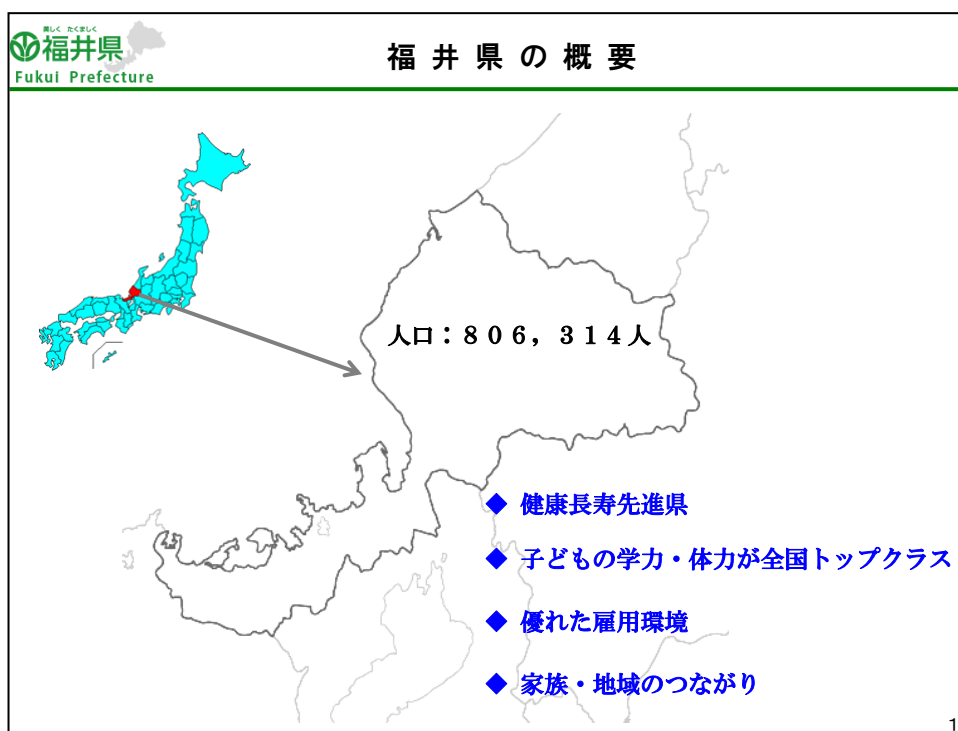 美しく たくましく
福井県
Fukui Prefecture
福井県の概要
人口：８０６，３１４人
◆ 健康長寿先進県
◆ 子どもの学力・体力が全国トップクラス
◆ 優れた雇用環境
◆ 家族・地域のつながり
1